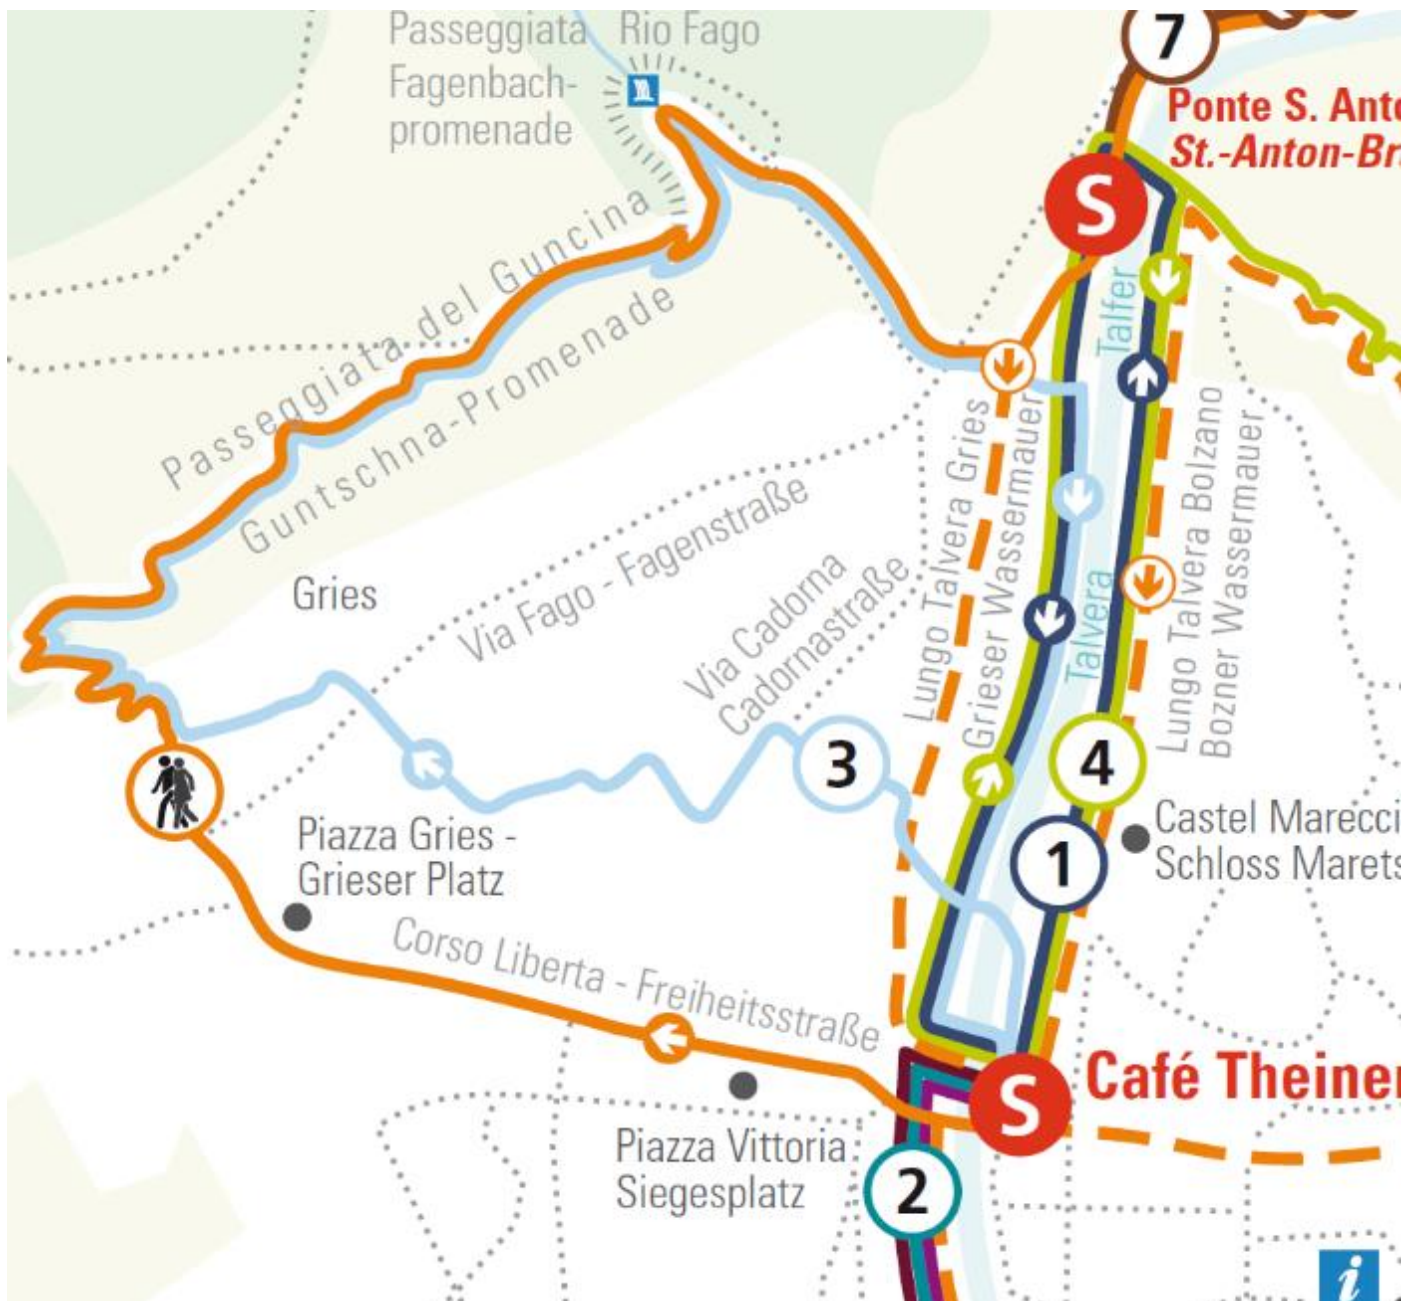 Passeggiata Rio Fago
Fagenbach-
promenade
7
Ponte S. Anto
St.-Anton-Br
S
Passeggiata del Guncina
Guntschna-Promenade
Talfer
Gries
Via Fago - Fagenstraße
Via Cadorna
Cadornastraße
Lungo Talvera Gries
Grieser Wassermauer
Talvera
Lungo Talvera Bolzano
Bozner Wassermauer
3
4
1
Piazza Gries -
Grieser Platz
Castel Marecci
Schloss Marets
Corso Liberta - Freiheitsstraße
Café Theiner
S
Piazza Vittoria
Siegesplatz
2
i